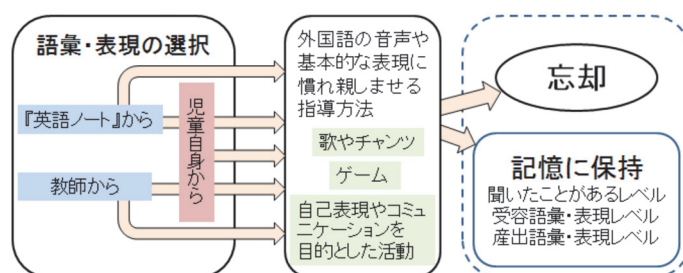 語彙・表現の選択
『英語ノート』から
教師から
児童自身から
外国語の音声や
基本的な表現に
慣れ親しませる
指導方法
歌やチャンツ
ゲーム
自己表現やコミュ
ニケーションを
目的とした活動
忘却
記憶に保持
聞いたことがあるレベル
受容語彙・表現レベル
産出語彙・表現レベル